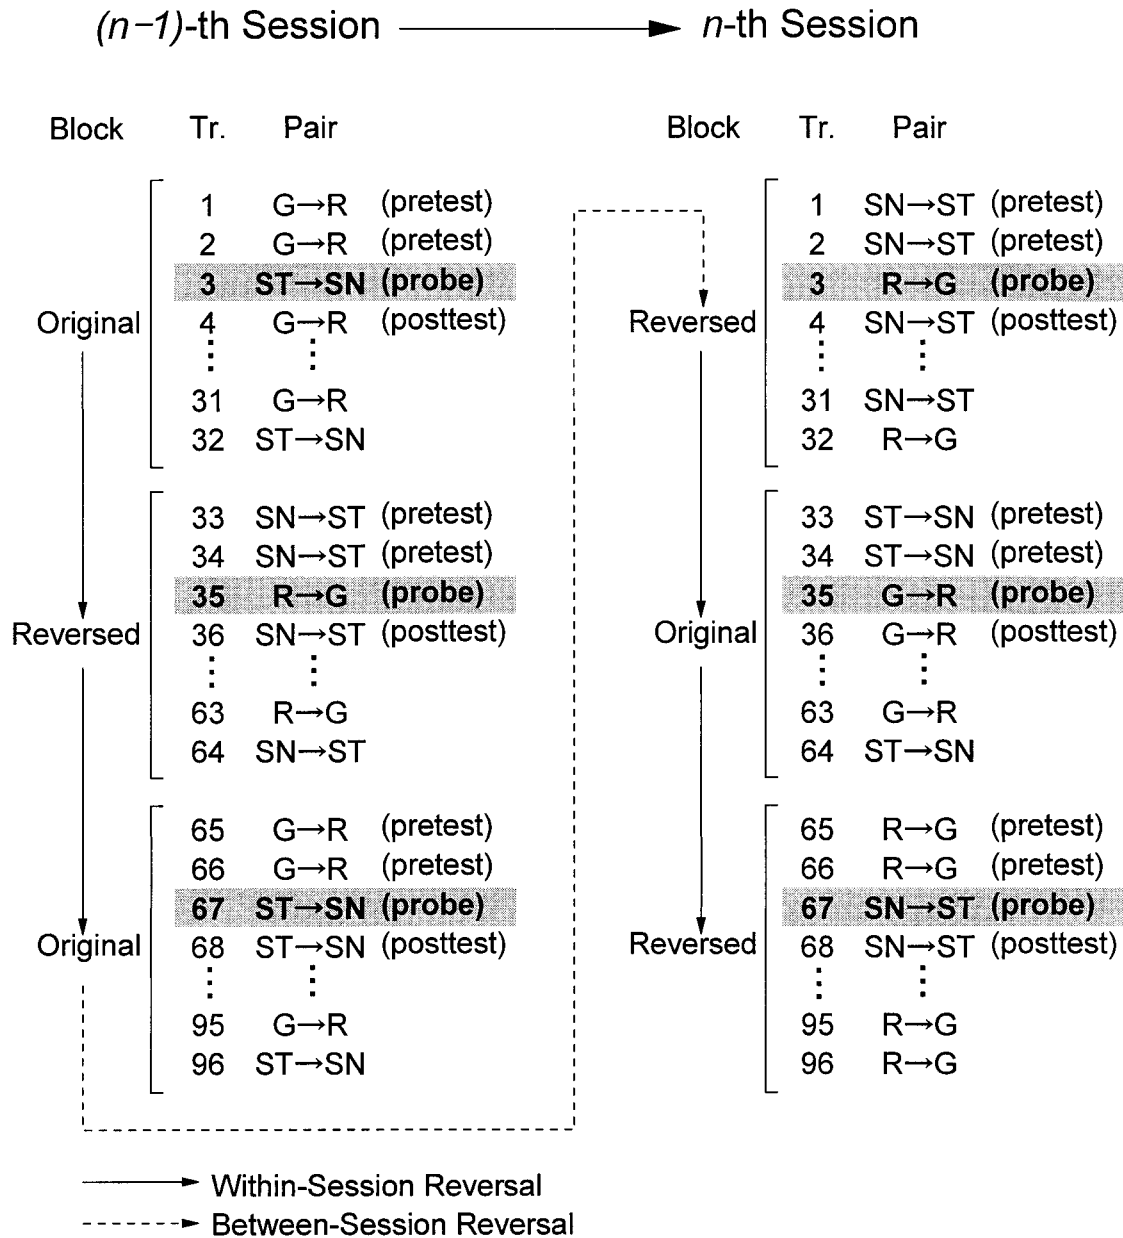 (n−1)-th Session → n-th Session
Block Tr. Pair
Original
1 G→R (pretest)
2 G→R (pretest)
3 ST→SN (probe)
4 G→R (posttest)
31 G→R
32 ST→SN
Reversed
33 SN→ST (pretest)
34 SN→ST (pretest)
35 R→G (probe)
36 SN→ST (posttest)
63 R→G
64 SN→ST
Original
65 G→R (pretest)
66 G→R (pretest)
67 ST→SN (probe)
68 ST→SN (posttest)
95 G→R
96 ST→SN
Block Tr. Pair
Reversed
1 SN→ST (pretest)
2 SN→ST (pretest)
3 R→G (probe)
4 SN→ST (posttest)
31 SN→ST
32 R→G
Original
33 ST→SN (pretest)
34 ST→SN (pretest)
35 G→R (probe)
36 G→R (posttest)
63 G→R
64 ST→SN
Reversed
65 R→G (pretest)
66 R→G (pretest)
67 SN→ST (probe)
68 SN→ST (posttest)
95 R→G
96 R→G
Within-Session Reversal
Between-Session Reversal